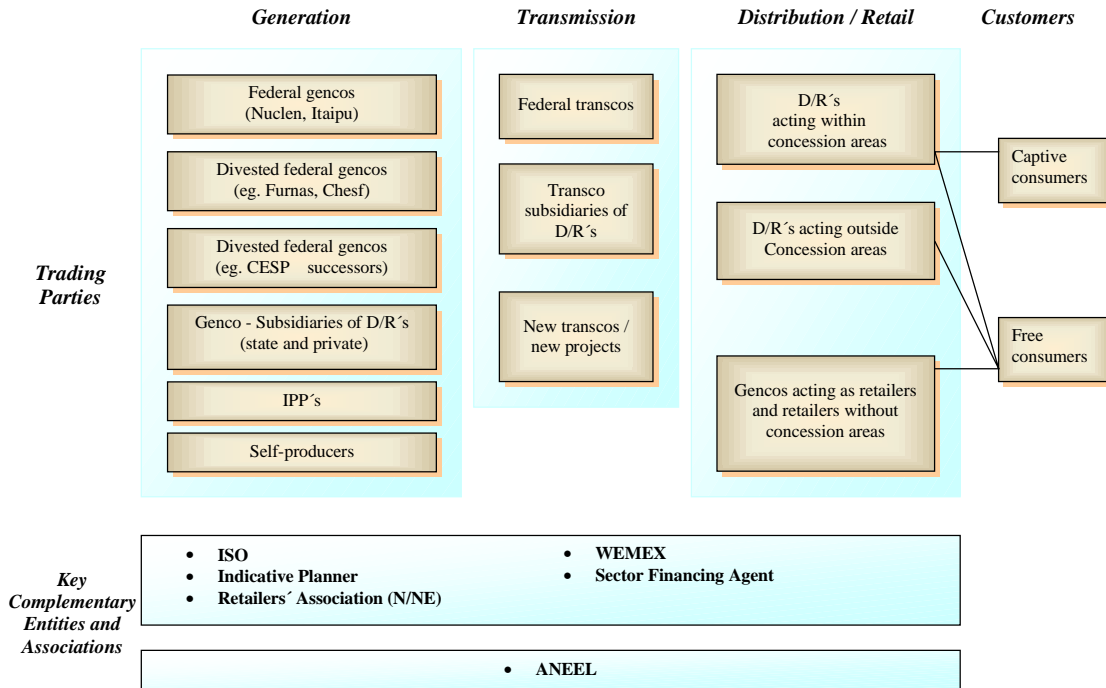 Generation
Transmission
Distribution / Retail
Customers
Trading
Parties
Federal gencos
(Nuclen, Itaipu)
Divested federal gencos
(eg. Furnas, Chesf)
Divested federal gencos
(eg. CESP successors)
Genco - Subsidiaries of D/R´s
(state and private)
IPP´s
Self-producers
Federal transcos
Transco
subsidiaries of
D/R´s
New transcos /
new projects
D/R´s
acting within
concession areas
D/R´s acting outside
Concession areas
Gencos acting as retailers
and retailers without
concession areas
Captive
consumers
Free
consumers
Key
Complementary
Entities and
Associations
• ISO
• Indicative Planner
• Retailers´ Association (N/NE)
• WEMEX
• Sector Financing Agent
• ANEEL